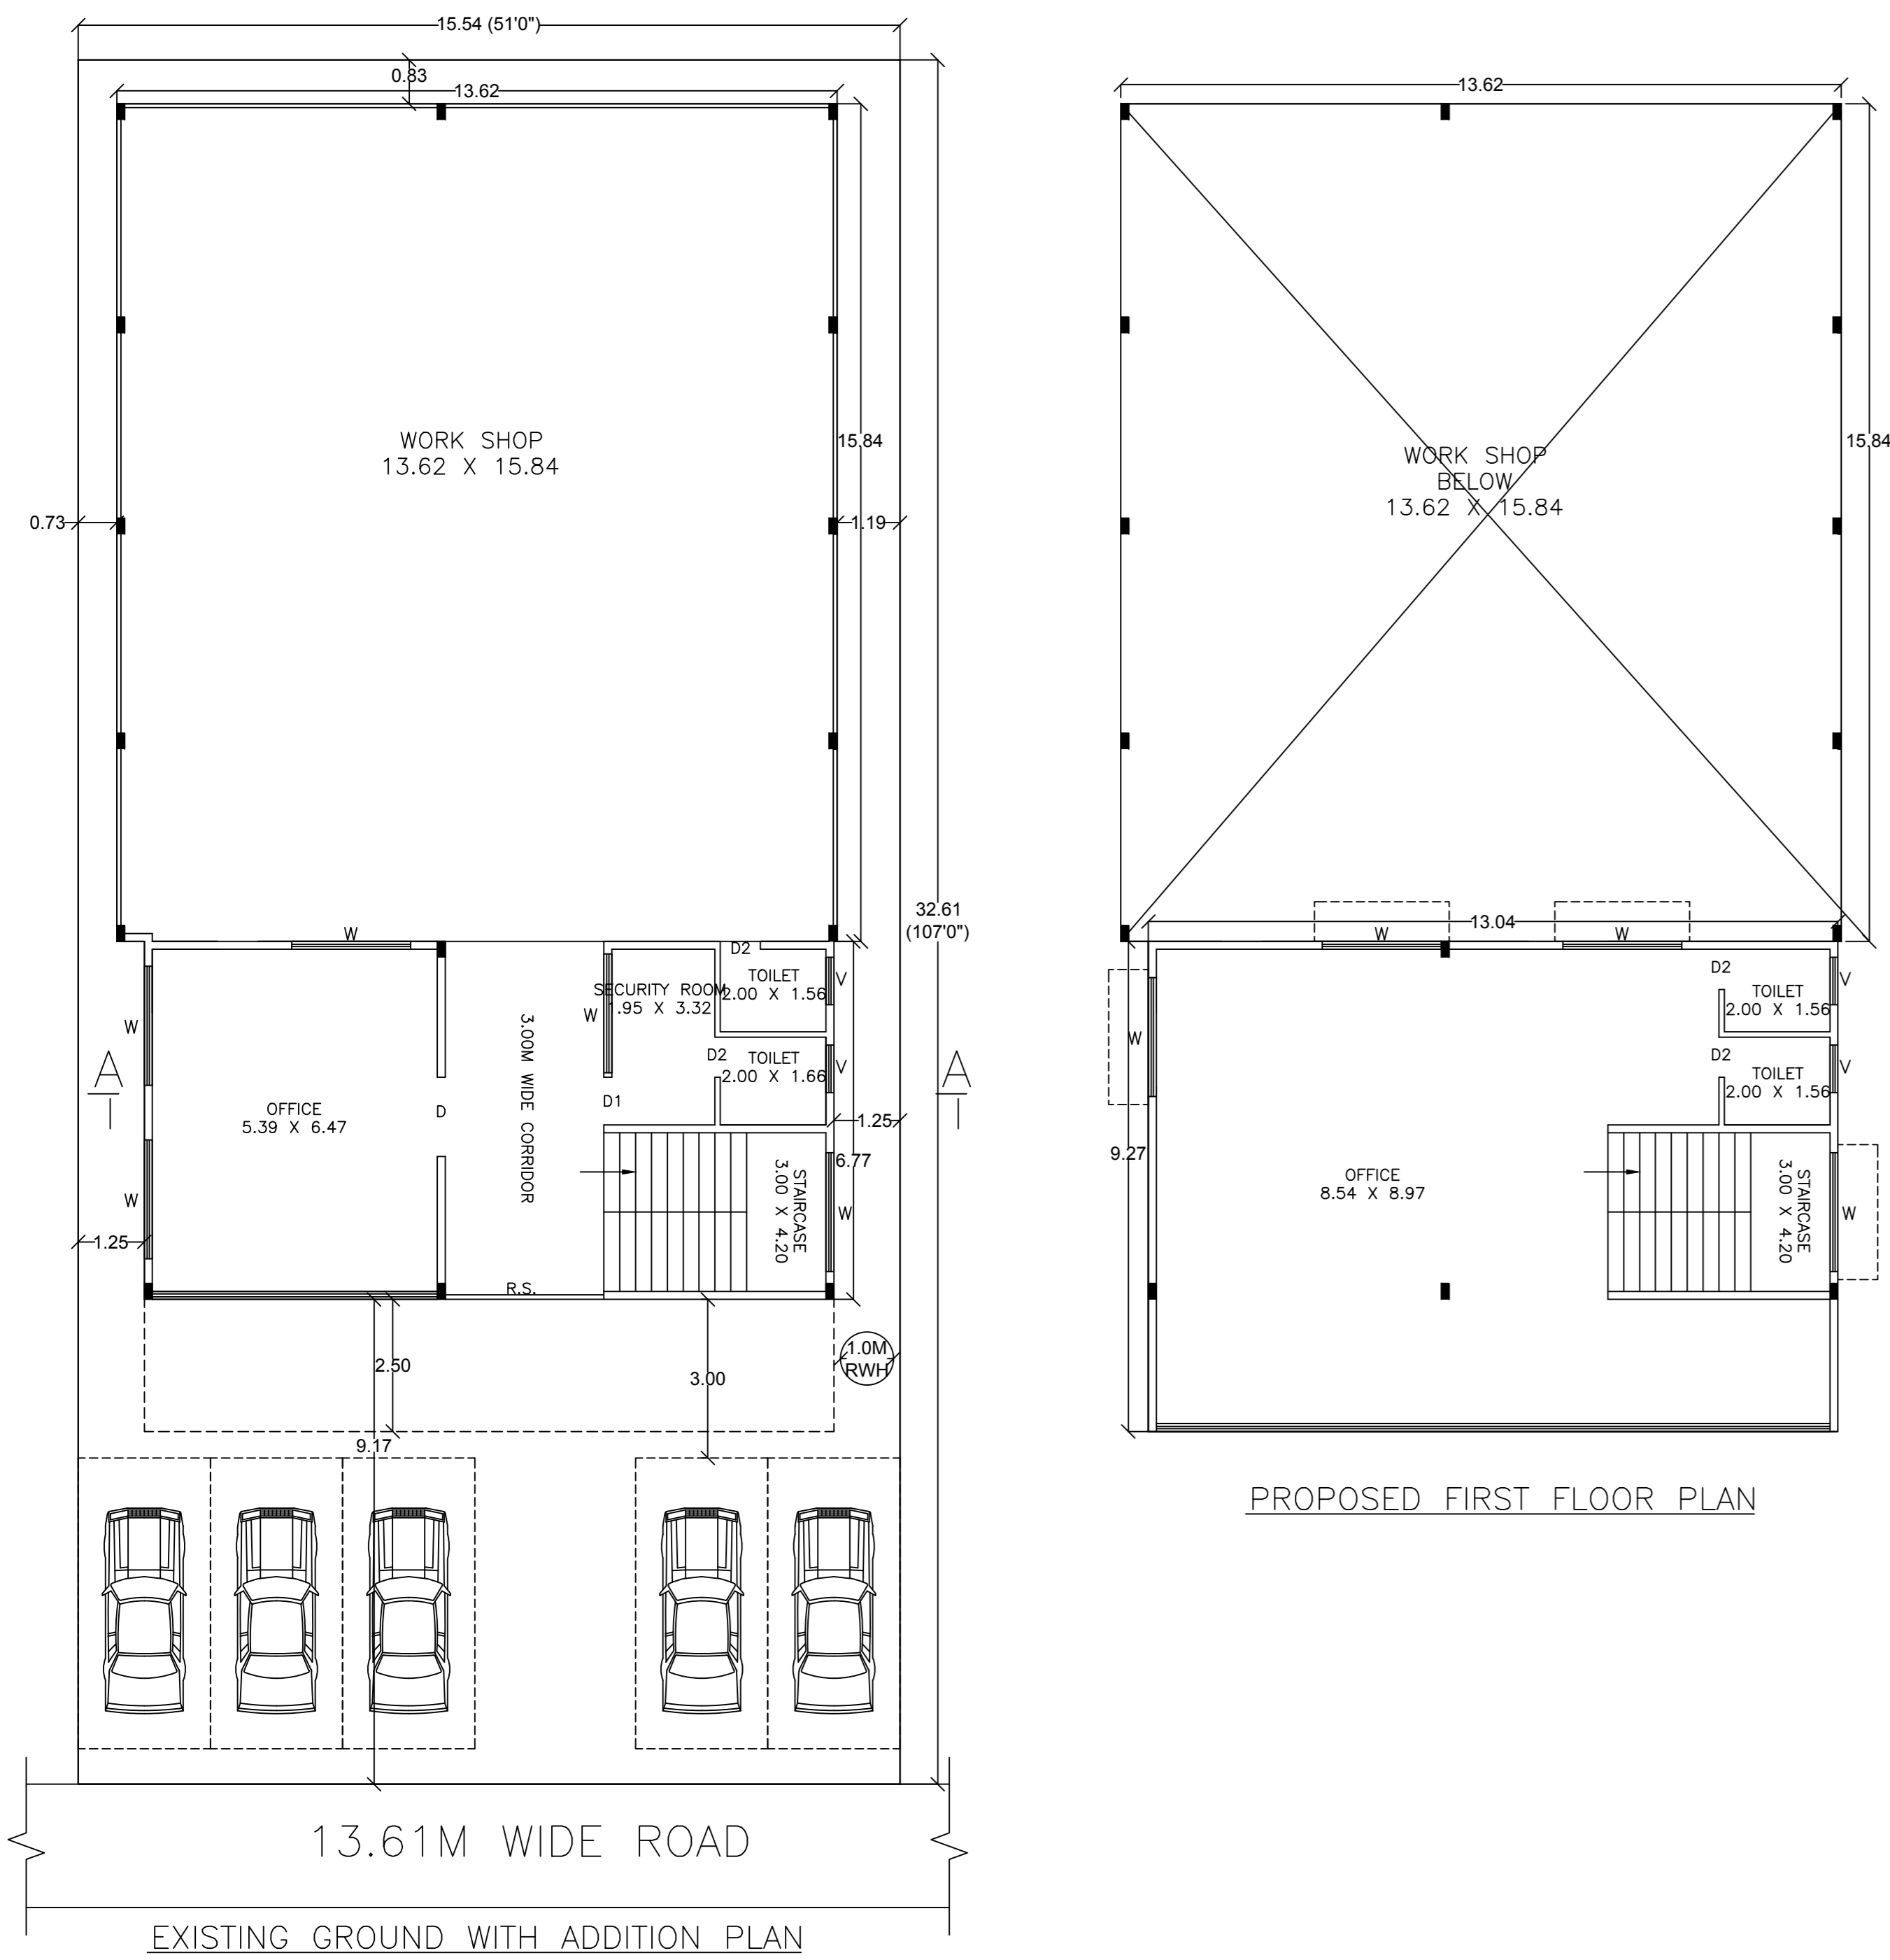 15.54 (51'0")
0.83
13.62
WORK SHOP
13.62 X 15.84
15.84
0.73
1.19
32.61
(107'0")
W
D2
TOILET
2.00 X 1.56
V
SECURITY ROOM
.95 X 3.32
W
W
3.00M WIDE CORRIDOR
D2
TOILET
2.00 X 1.66
V
A
A
D1
D
OFFICE
5.39 X 6.47
1.25
6.77
STAIRCASE
3.00 X 4.20
W
W
1.25
R.S.
1.0M
RWH
2.50
3.00
9.17
13.61M WIDE ROAD
EXISTING GROUND WITH ADDITION PLAN
13.62
WORK SHOP
BELOW
13.62 X 15.84
15.84
13.04
W
W
D2
TOILET
2.00 X 1.56
V
W
D2
TOILET
2.00 X 1.56
V
9.27
OFFICE
8.54 X 8.97
STAIRCASE
3.00 X 4.20
W
PROPOSED FIRST FLOOR PLAN